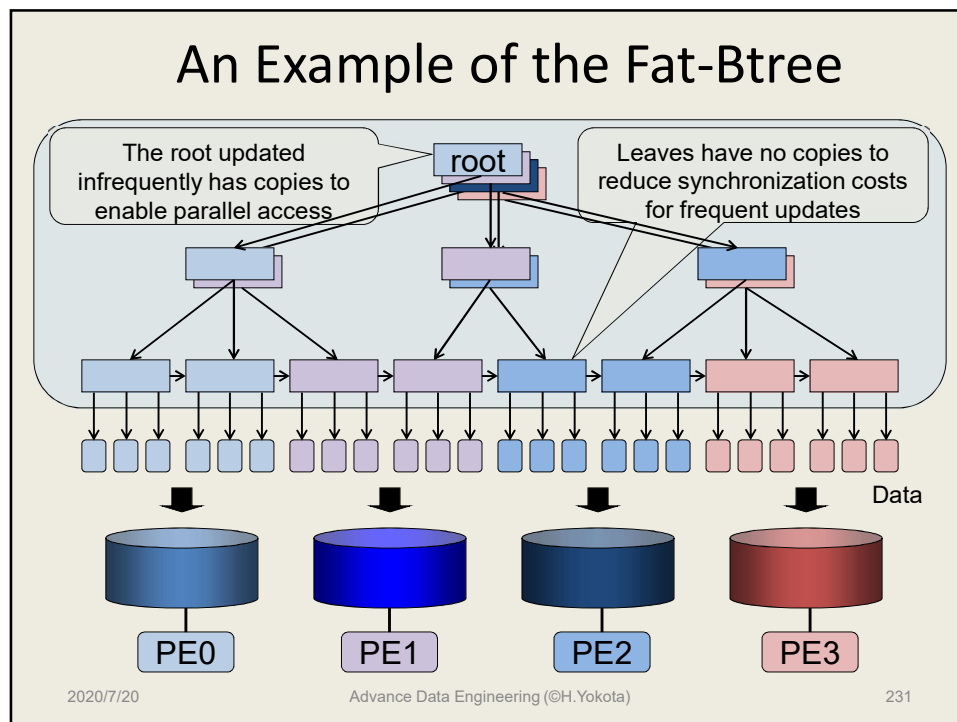 An Example of the Fat-Btree
The root updated
infrequently has copies to
enable parallel access
root
Leaves have no copies to
reduce synchronization costs
for frequent updates
Data
PE0
PE1
PE2
PE3
2020/7/20
Advance Data Engineering (©H.Yokota)
231